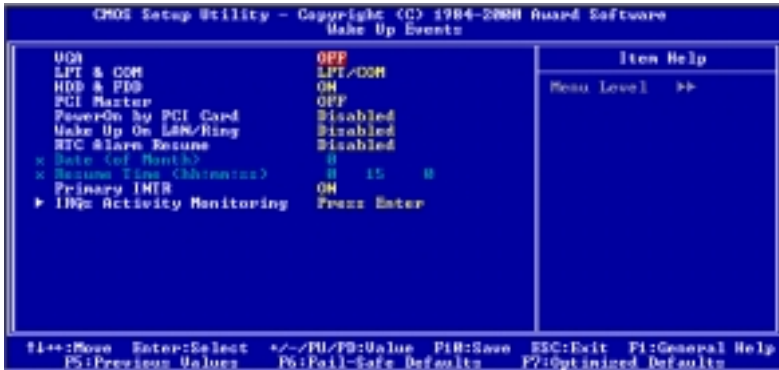 CMOS Setup Utility - Copyright (C) 1984-2000 Award Software
Wake Up Events
VGA OFF
LPT & COM LPT/COM
HDD & FDD ON
PCI Master OFF
PowerOn by PCI Card Disabled
Wake Up On LAN/Ring Disabled
RTC Alarm Resume Disabled
x Date (of Month) 0
x Resume Time (hh:mm:ss) 0 15 0
Primary INTR ON
▶ IRQs Activity Monitoring Press Enter
Item Help
Menu Level ▶▶
↑↓←→:Move Enter:Select +/-/PU/PD:Value F10:Save ESC:Exit F1:General Help
F5:Previous Values F6:Fail-Safe Defaults F7:Optimized Defaults